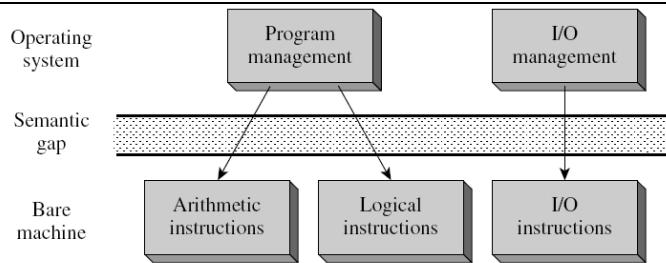 Operating
system
Program
management
I/O
management
Semantic
gap
Bare
machine
Arithmetic
instructions
Logical
instructions
I/O
instructions